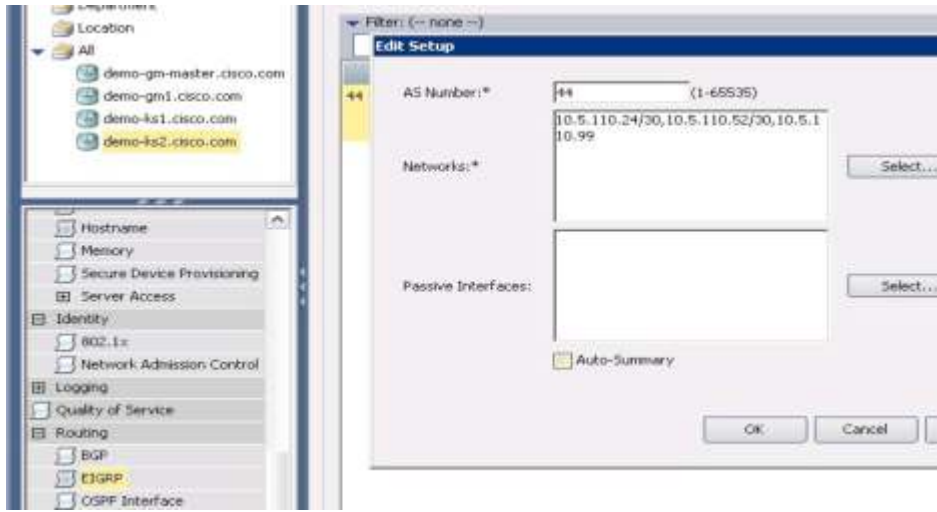 Department
Location
All
demo-gm-master.cisco.com
demo-gm1.cisco.com
demo-ks1.cisco.com
demo-ks2.cisco.com
Hostname
Memory
Secure Device Provisioning
Server Access
Identity
802.1x
Network Admission Control
Logging
Quality of Service
Routing
BGP
EIGRP
OSPF Interface
Filter: (-- none --)
Edit Setup
44
AS Number:* 44 (1-65535)
10.5.110.24/30,10.5.110.52/30,10.5.1
10.99
Networks:* Select...
Passive Interfaces: Select...
Auto-Summary
OK Cancel